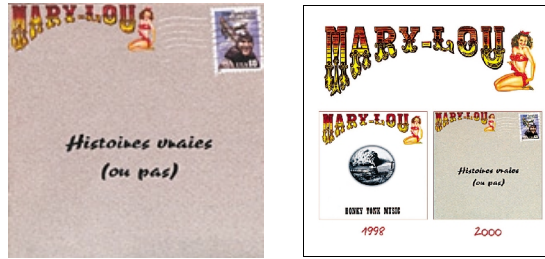 MARY-LOU
Histoires vraies
(ou pas)
MARY-LOU
MARY-LOU
HONKY TONK MUSIC
1998
MARY-LOU
Histoires vraies
(ou pas)
2000